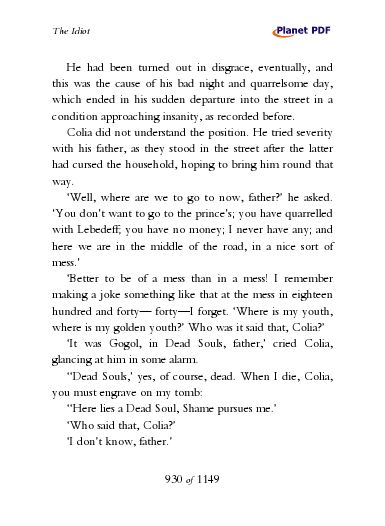 The Idiot
Planet PDF
He had been turned out in disgrace, eventually, and
this was the cause of his bad night and quarrelsome day,
which ended in his sudden departure into the street in a
condition approaching insanity, as recorded before.
Colia did not understand the position. He tried severity
with his father, as they stood in the street after the latter
had cursed the household, hoping to bring him round that
way.
‘Well, where are we to go to now, father?’ he asked.
‘You don’t want to go to the prince’s; you have quarrelled
with Lebedeff; you have no money; I never have any; and
here we are in the middle of the road, in a nice sort of
mess.’
‘Better to be of a mess than in a mess! I remember
making a joke something like that at the mess in eighteen
hundred and forty— forty—I forget. ‘Where is my youth,
where is my golden youth?’ Who was it said that, Colia?’
‘It was Gogol, in Dead Souls, father,’ cried Colia,
glancing at him in some alarm.
‘‘Dead Souls,’ yes, of course, dead. When I die, Colia,
you must engrave on my tomb:
‘‘Here lies a Dead Soul, Shame pursues me.’
‘Who said that, Colia?’
‘I don’t know, father.’
930 of 1149